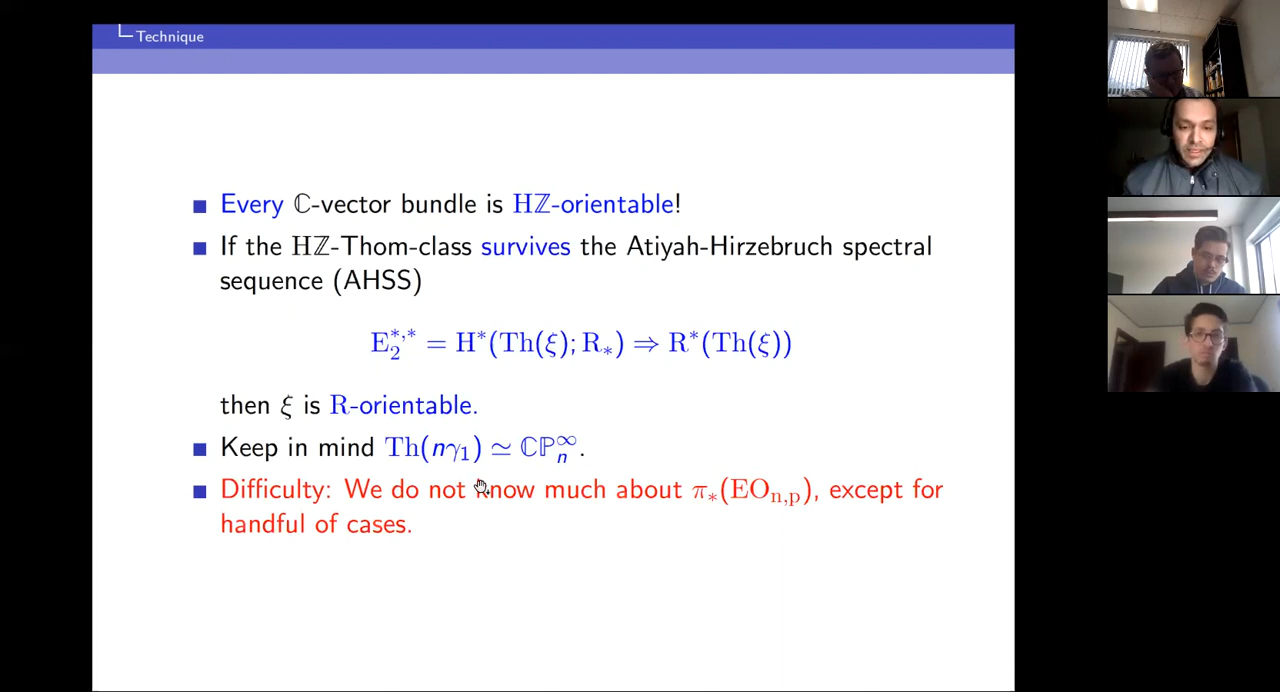 Technique
Every ℂ-vector bundle is Hℤ-orientable!
If the Hℤ-Thom-class survives the Atiyah-Hirzebruch spectral
sequence (AHSS)
E₂^{*,*} = H*(Th(ξ); R_*) ⇒ R*(Th(ξ))
then ξ is R-orientable.
Keep in mind Th(nγ₁) ≃ ℂℙ_n^∞.
Difficulty: We do not know much about π_*(EO_{n,p}), except for
handful of cases.